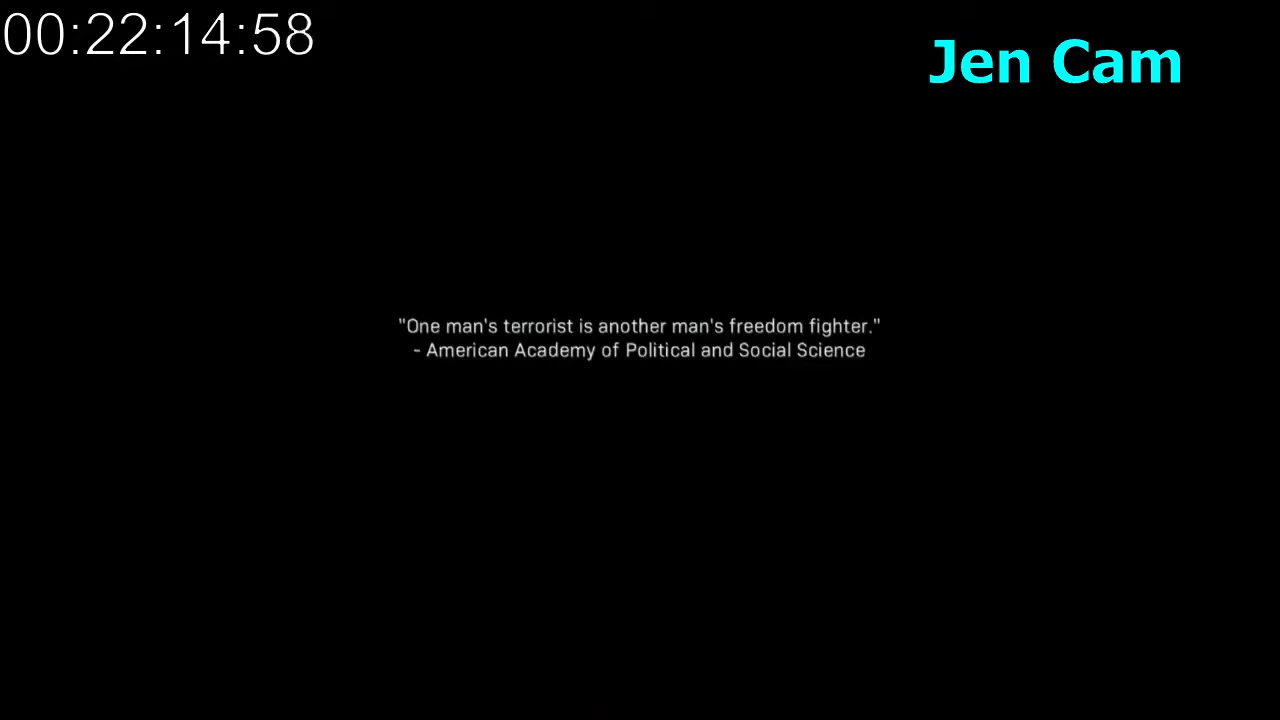 00:22:14:58
Jen Cam
"One man's terrorist is another man's freedom fighter."
- American Academy of Political and Social Science